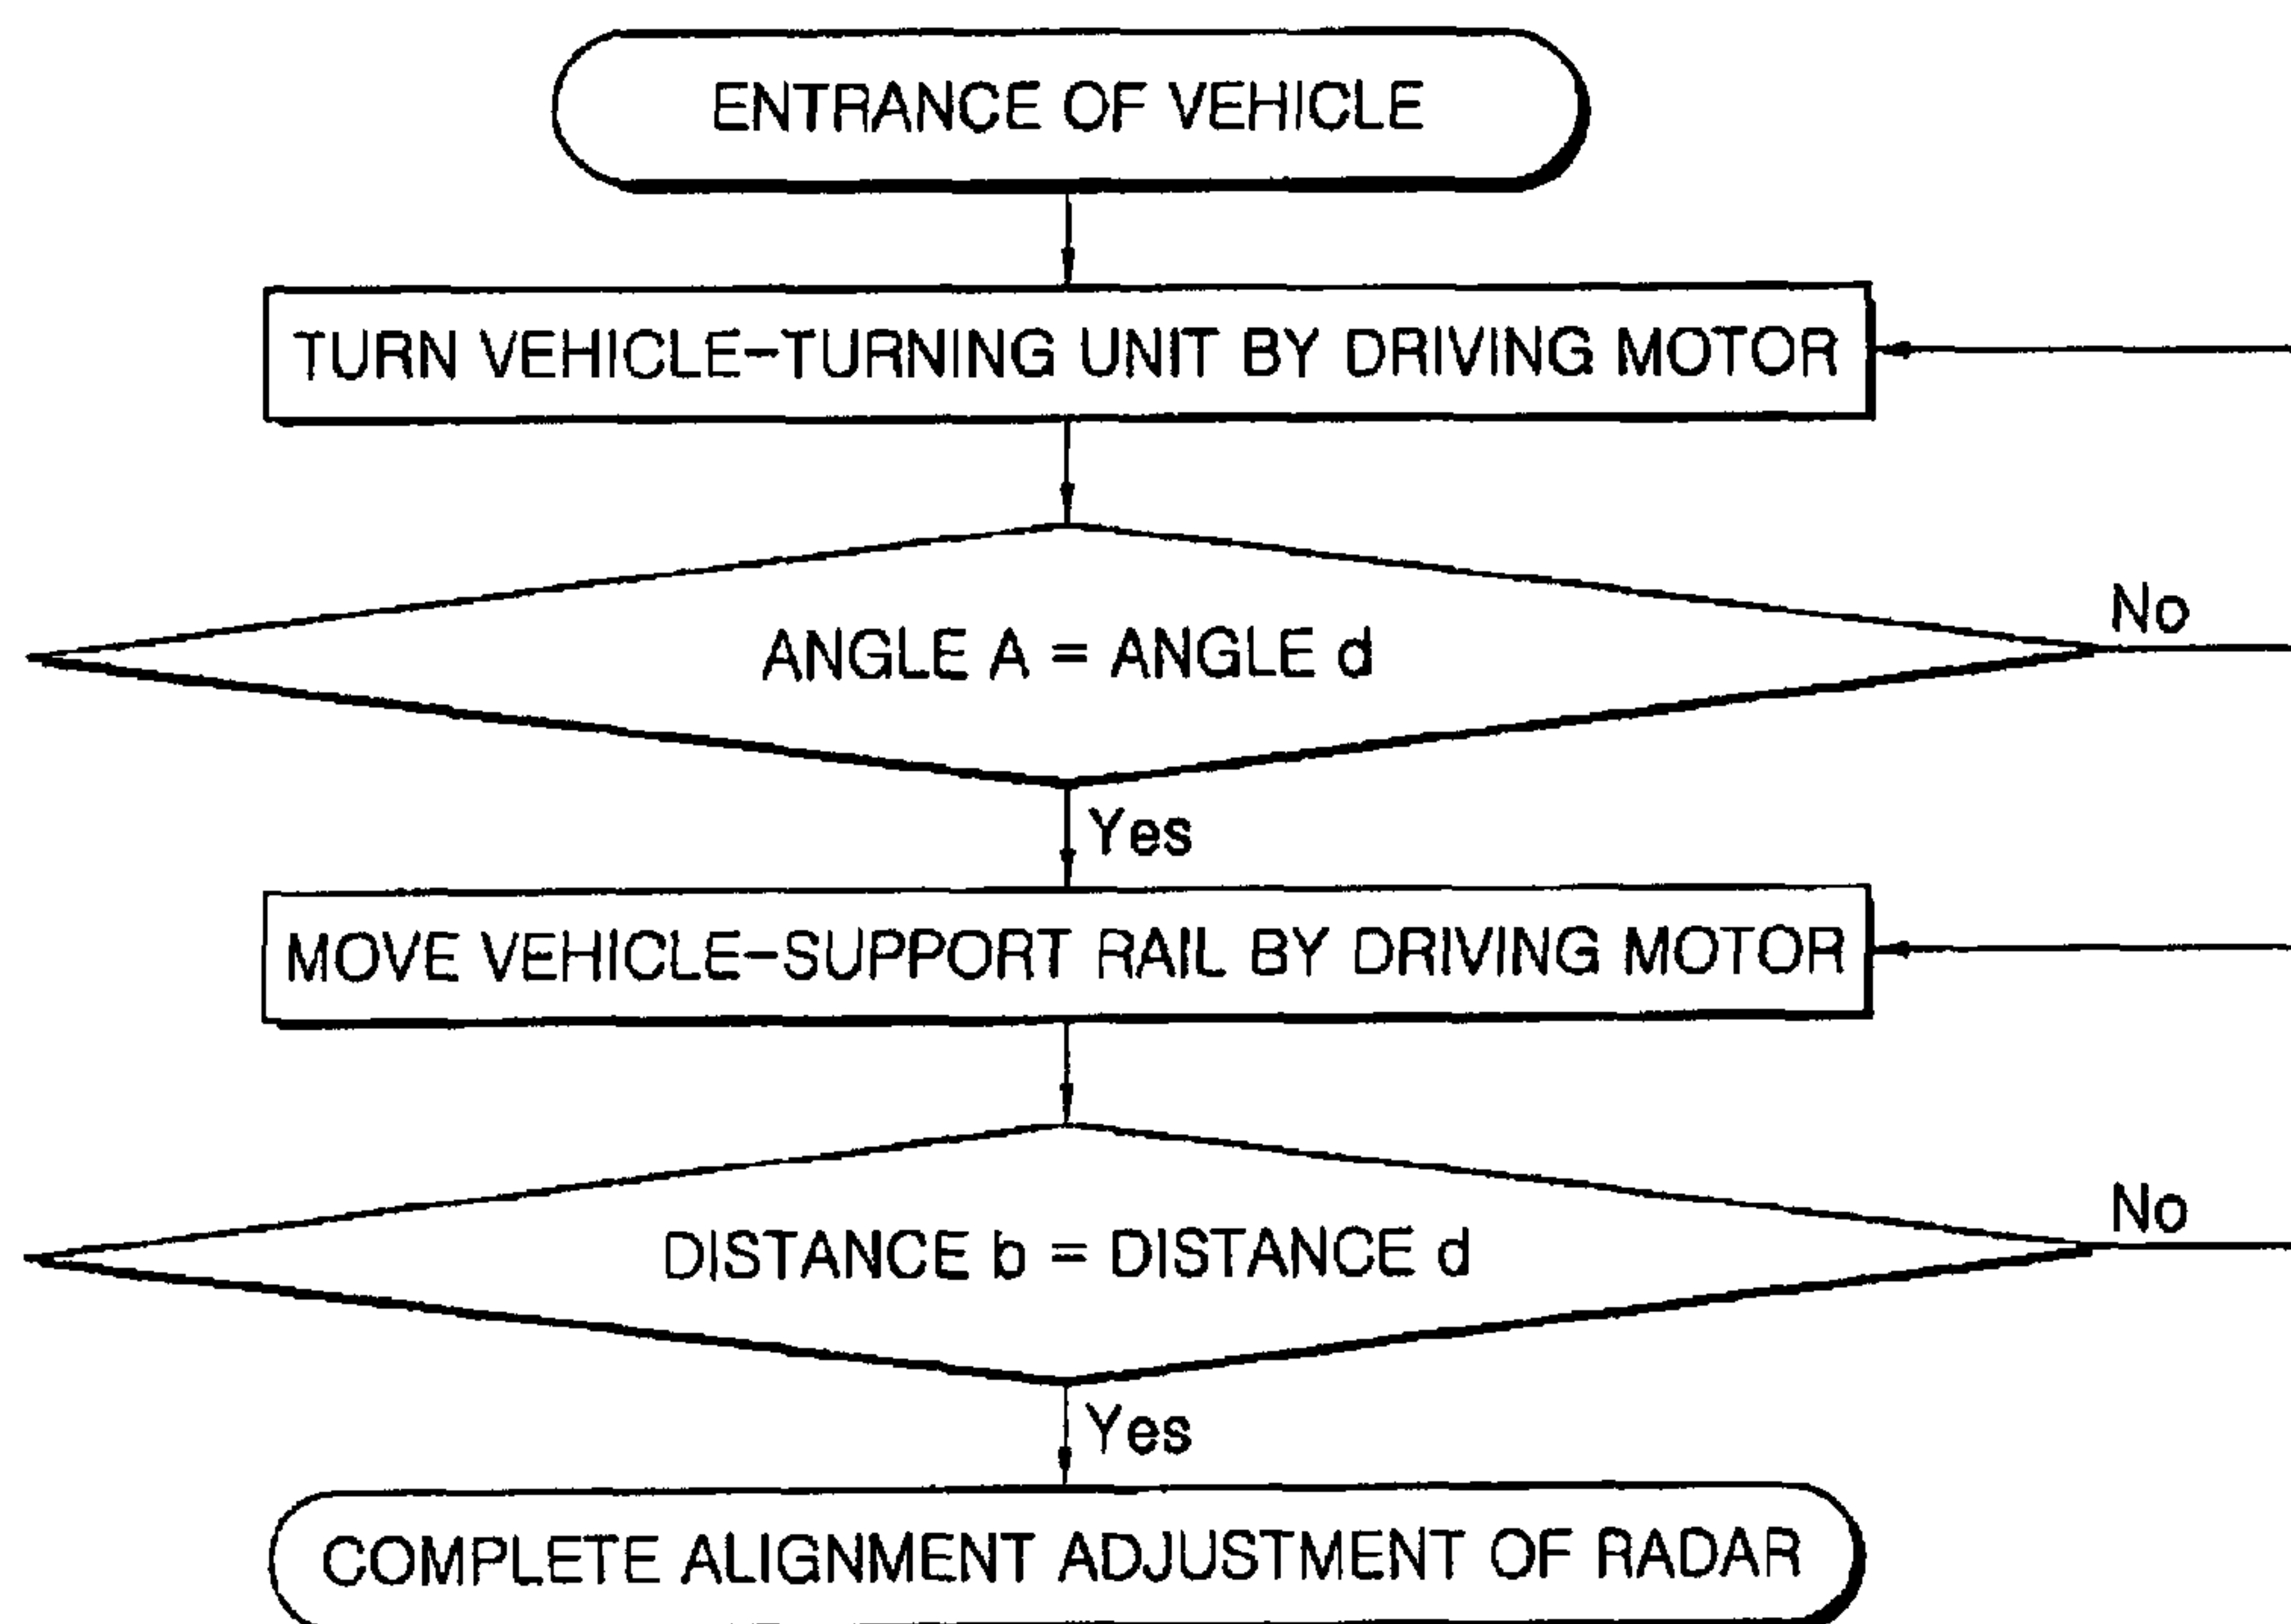 ENTRANCE OF VEHICLE
TURN VEHICLE-TURNING UNIT BY DRIVING MOTOR
ANGLE A = ANGLE d
No
Yes
MOVE VEHICLE-SUPPORT RAIL BY DRIVING MOTOR
DISTANCE b = DISTANCE d
No
Yes
COMPLETE ALIGNMENT ADJUSTMENT OF RADAR